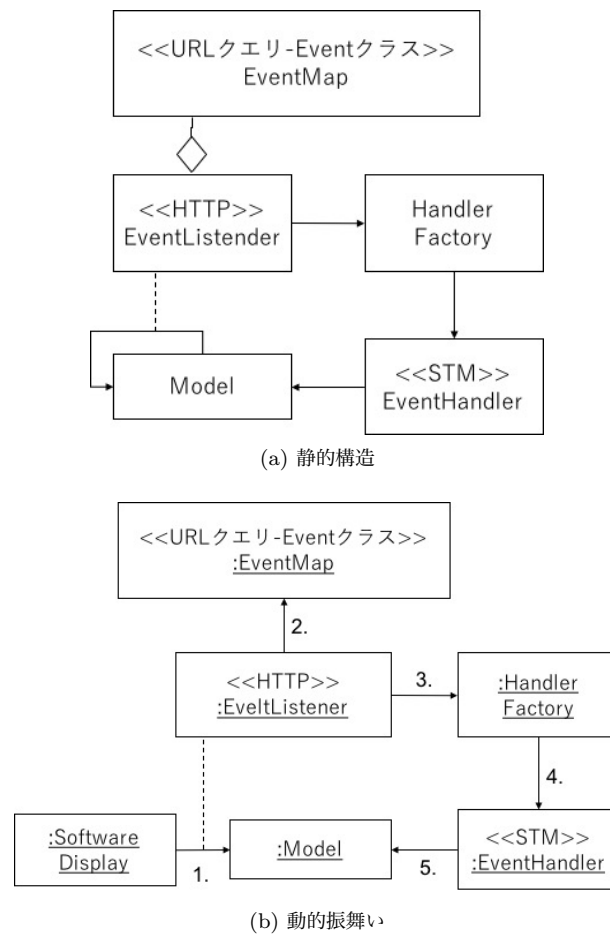 <<URLクエリ-Eventクラス>>
EventMap
<<HTTP>>
EventListender
Handler
Factory
Model
<<STM>>
EventHandler
(a) 静的構造
<<URLクエリ-Eventクラス>>
:EventMap
2.
<<HTTP>>
:EveltListener
3.
:Handler
Factory
4.
:Software
Display
1.
:Model
5.
<<STM>>
:EventHandler
(b) 動的振舞い